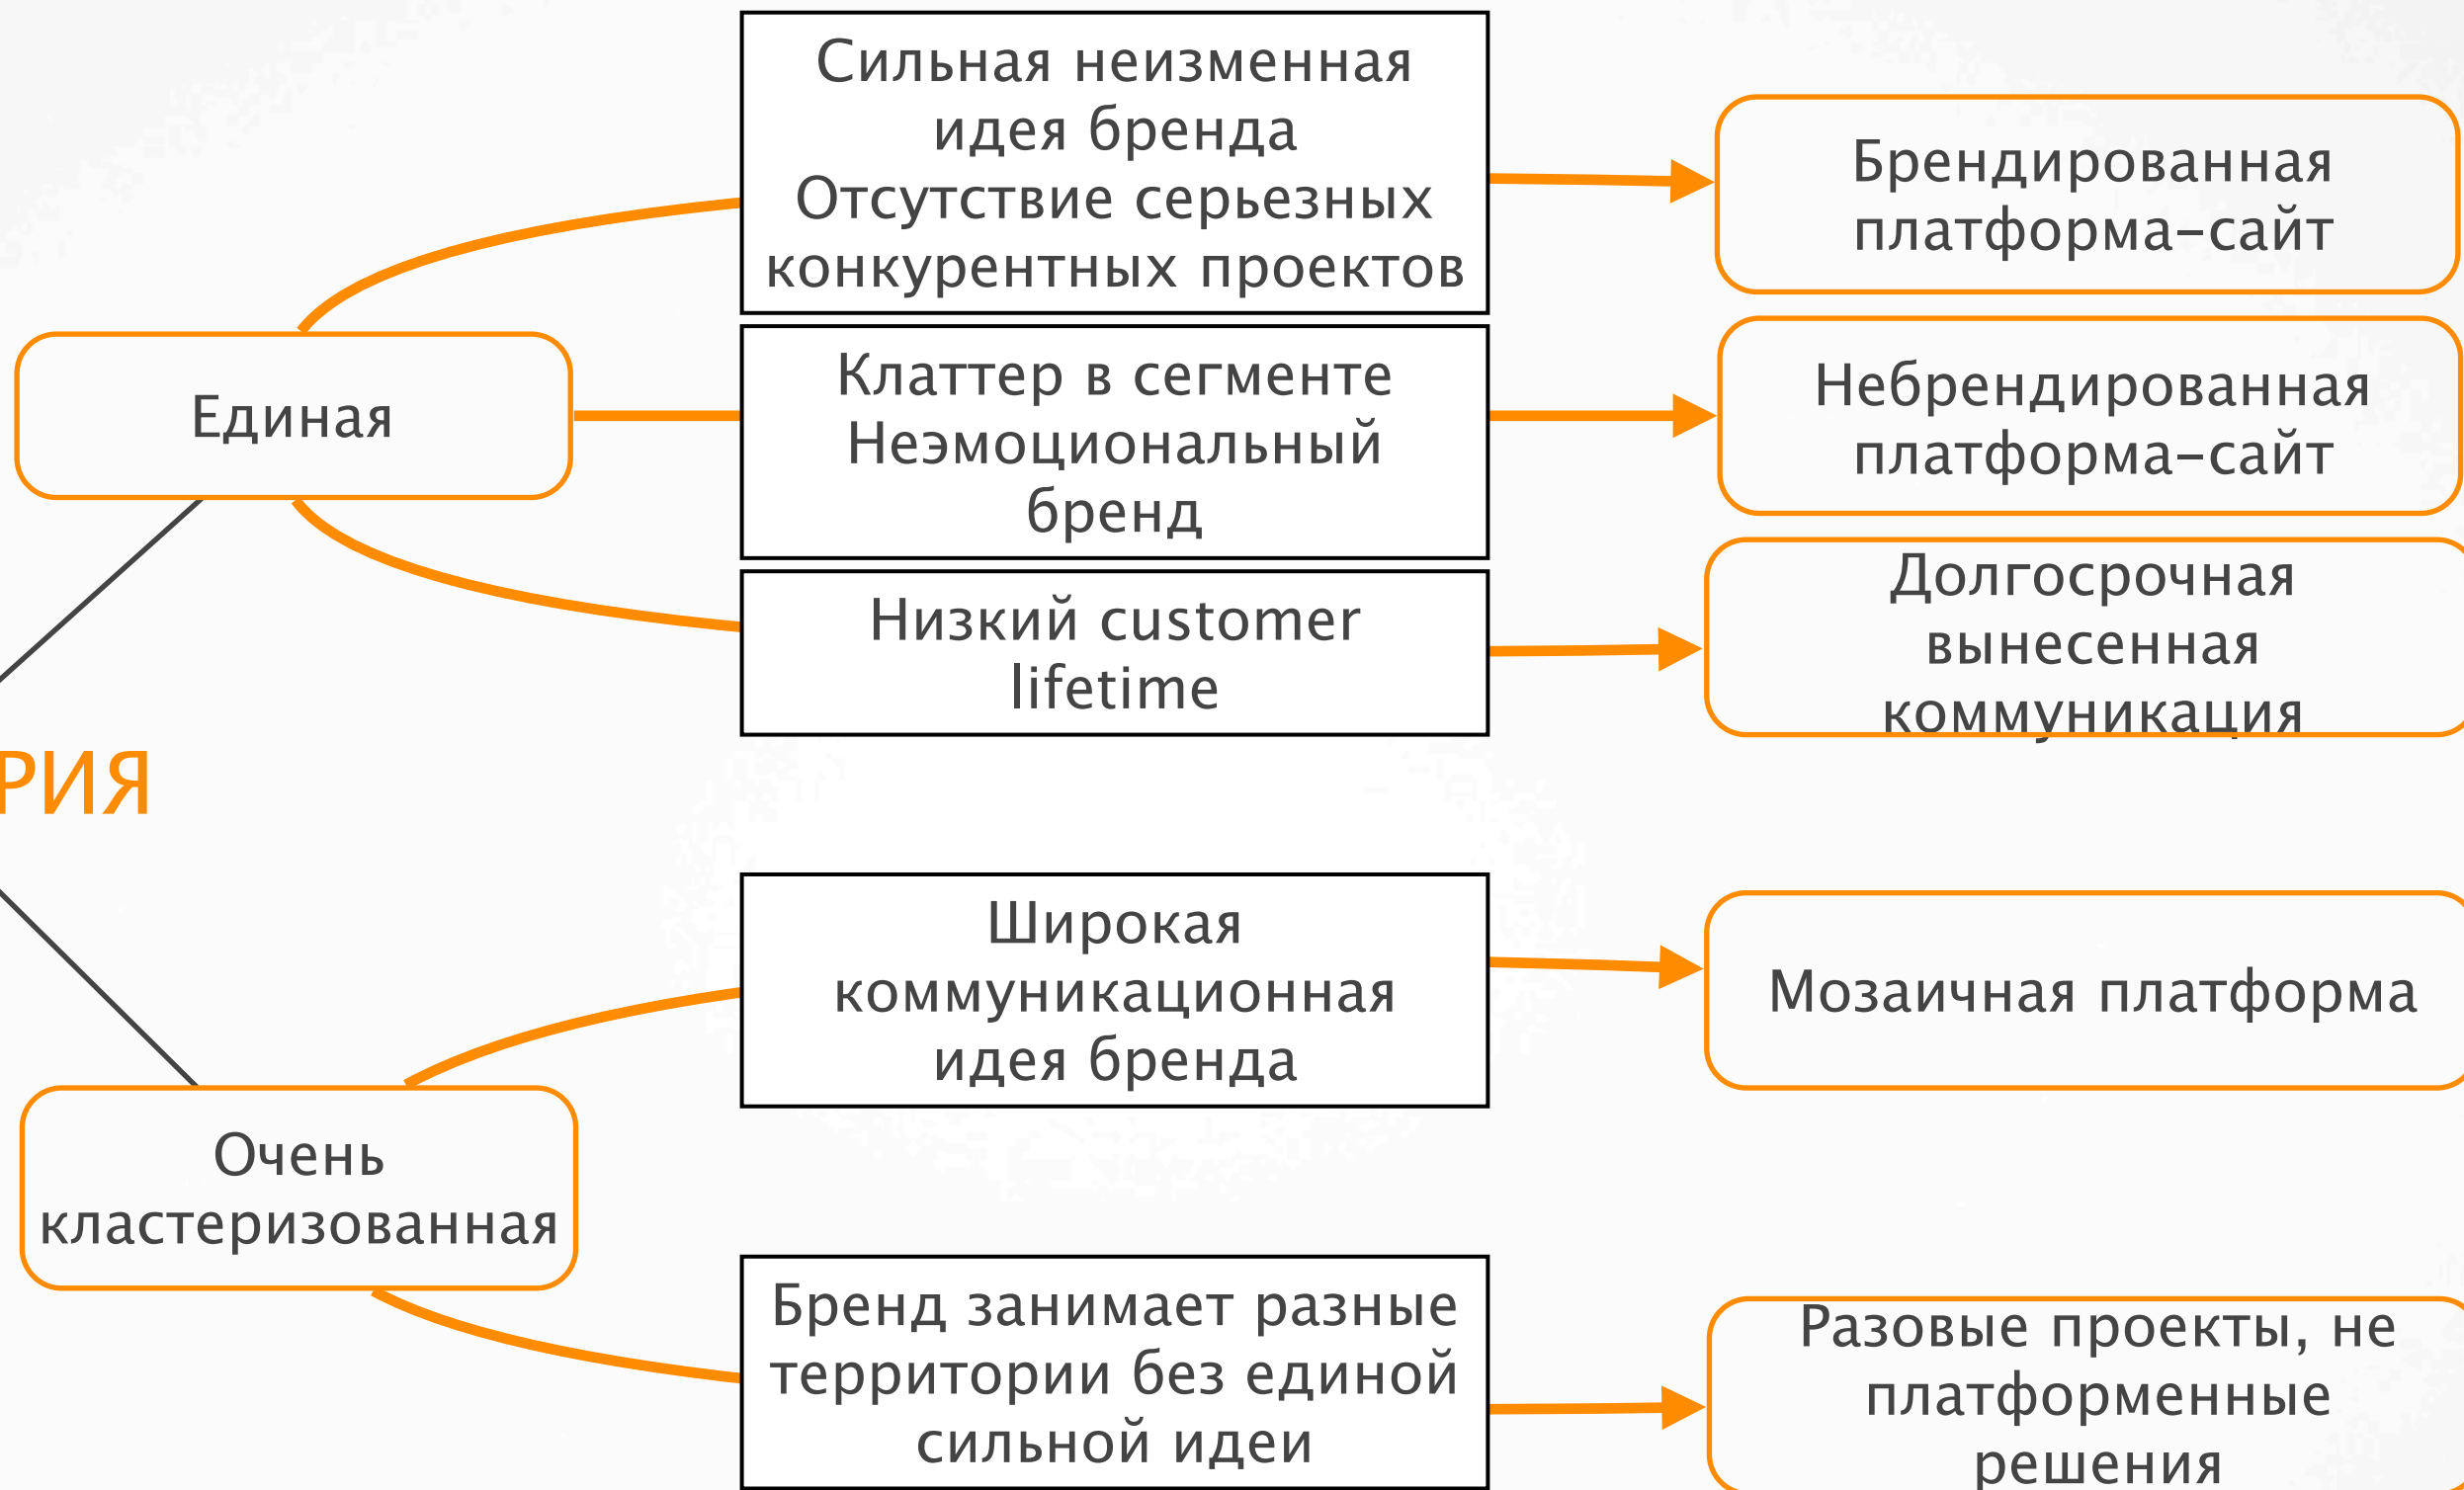 Сильная неизменная
идея бренда
Отсутствие серьезных
конкурентных проектов
Брендированная
платформа-сайт
Единая
Клаттер в сегменте
Неэмоциональный
бренд
Небрендированная
платформа-сайт
Низкий customer
lifetime
Долгосрочная
вынесенная
коммуникация
РИЯ
Широкая
коммуникационная
идея бренда
Мозаичная платформа
Очень
кластеризованная
Бренд занимает разные
территории без единой
сильной идеи
Разовые проекты, не
платформенные
решения